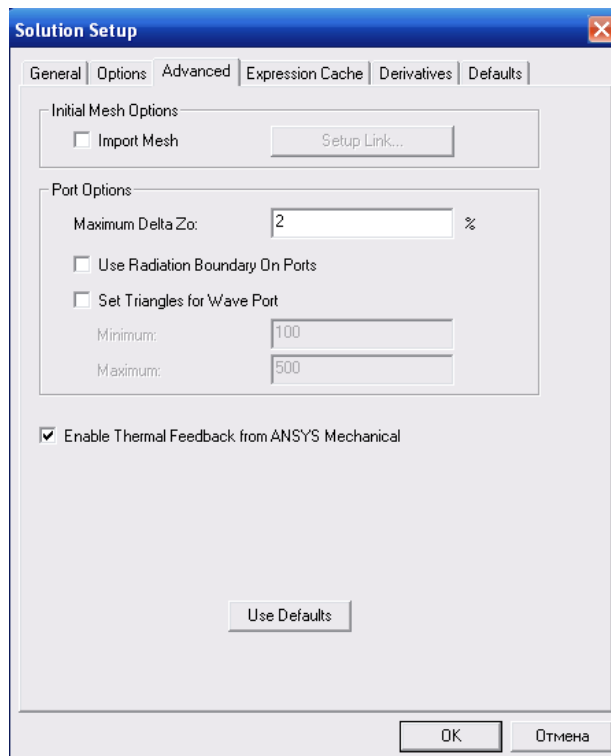 Solution Setup
General Options Advanced Expression Cache Derivatives Defaults
Initial Mesh Options
Import Mesh Setup Link...
Port Options
Maximum Delta Zo: 2 %
Use Radiation Boundary On Ports
Set Triangles for Wave Port
Minimum: 100
Maximum: 500
Enable Thermal Feedback from ANSYS Mechanical
Use Defaults
OK Отмена